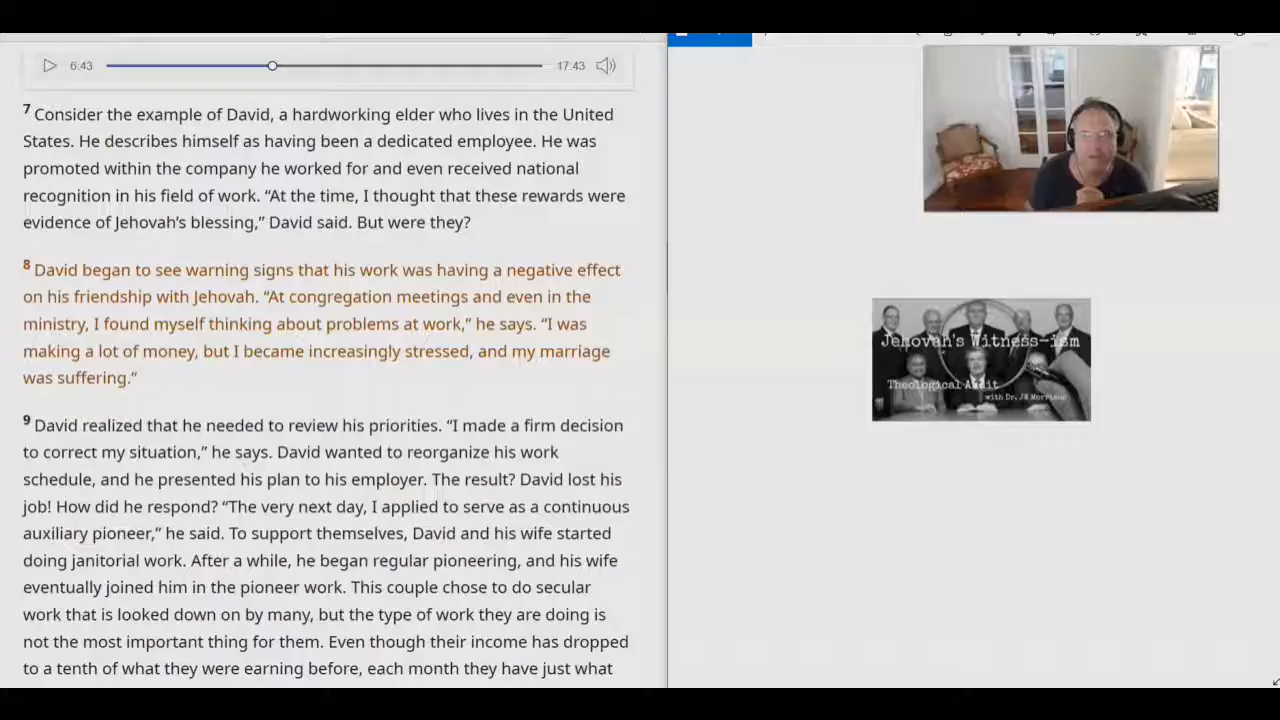 6:43
17:43
7 Consider the example of David, a hardworking elder who lives in the United
States. He describes himself as having been a dedicated employee. He was
promoted within the company he worked for and even received national
recognition in his field of work. “At the time, I thought that these rewards were
evidence of Jehovah’s blessing,” David said. But were they?
8 David began to see warning signs that his work was having a negative effect
on his friendship with Jehovah. “At congregation meetings and even in the
ministry, I found myself thinking about problems at work,” he says. “I was
making a lot of money, but I became increasingly stressed, and my marriage
was suffering.”
9 David realized that he needed to review his priorities. “I made a firm decision
to correct my situation,” he says. David wanted to reorganize his work
schedule, and he presented his plan to his employer. The result? David lost his
job! How did he respond? “The very next day, I applied to serve as a continuous
auxiliary pioneer,” he said. To support themselves, David and his wife started
doing janitorial work. After a while, he began regular pioneering, and his wife
eventually joined him in the pioneer work. This couple chose to do secular
work that is looked down on by many, but the type of work they are doing is
not the most important thing for them. Even though their income has dropped
to a tenth of what they were earning before, each month they have just what
Jehovah's Witness-ism
Theological Audit
with Dr. JW Morrison